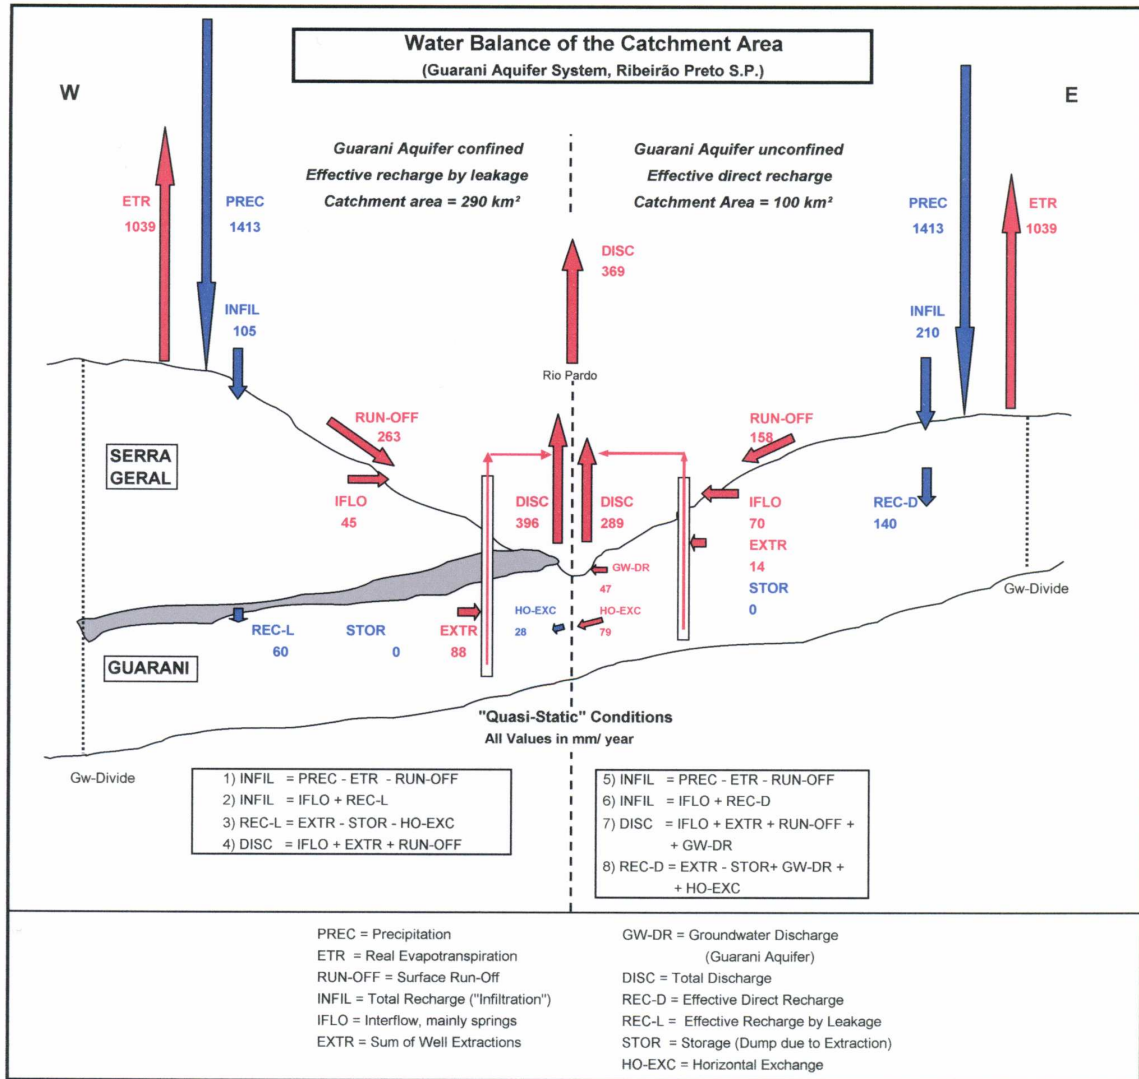 Water Balance of the Catchment Area
(Guarani Aquifer System, Ribeirão Preto S.P.)
W
E
Guarani Aquifer confined
Effective recharge by leakage
Catchment area = 290 km²
Guarani Aquifer unconfined
Effective direct recharge
Catchment Area = 100 km²
ETR
1039
PREC
1413
INFIL
105
DISC
369
PREC
1413
ETR
1039
INFIL
210
Rio Pardo
RUN-OFF
263
RUN-OFF
158
SERRA
GERAL
IFLO
45
DISC
396
DISC
289
IFLO
70
EXTR
14
STOR
0
REC-D
140
GW-DR
47
HO-EXC
28
HO-EXC
79
REC-L
60
STOR
0
EXTR
88
GUARANI
Gw-Divide
Gw-Divide
"Quasi-Static" Conditions
All Values in mm/ year
1) INFIL = PREC - ETR - RUN-OFF
2) INFIL = IFLO + REC-L
3) REC-L = EXTR - STOR - HO-EXC
4) DISC = IFLO + EXTR + RUN-OFF
5) INFIL = PREC - ETR - RUN-OFF
6) INFIL = IFLO + REC-D
7) DISC = IFLO + EXTR + RUN-OFF +
+ GW-DR
8) REC-D = EXTR - STOR+ GW-DR +
+ HO-EXC
PREC = Precipitation
ETR = Real Evapotranspiration
RUN-OFF = Surface Run-Off
INFIL = Total Recharge ("Infiltration")
IFLO = Interflow, mainly springs
EXTR = Sum of Well Extractions
GW-DR = Groundwater Discharge
(Guarani Aquifer)
DISC = Total Discharge
REC-D = Effective Direct Recharge
REC-L = Effective Recharge by Leakage
STOR = Storage (Dump due to Extraction)
HO-EXC = Horizontal Exchange